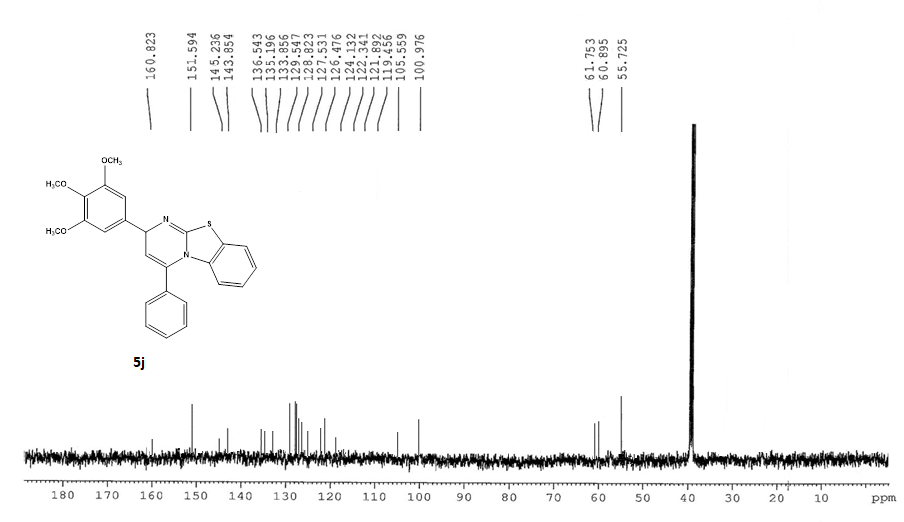 160.823
151.594
145.236
143.854
136.543
135.196
133.856
129.547
128.823
127.531
126.476
124.132
122.341
121.892
119.456
105.559
100.976
61.753
60.895
55.725
OCH₃
H₃CO
H₃CO
N
S
N
5j
180 170 160 150 140 130 120 110 100 90 80 70 60 50 40 30 20 10 ppm